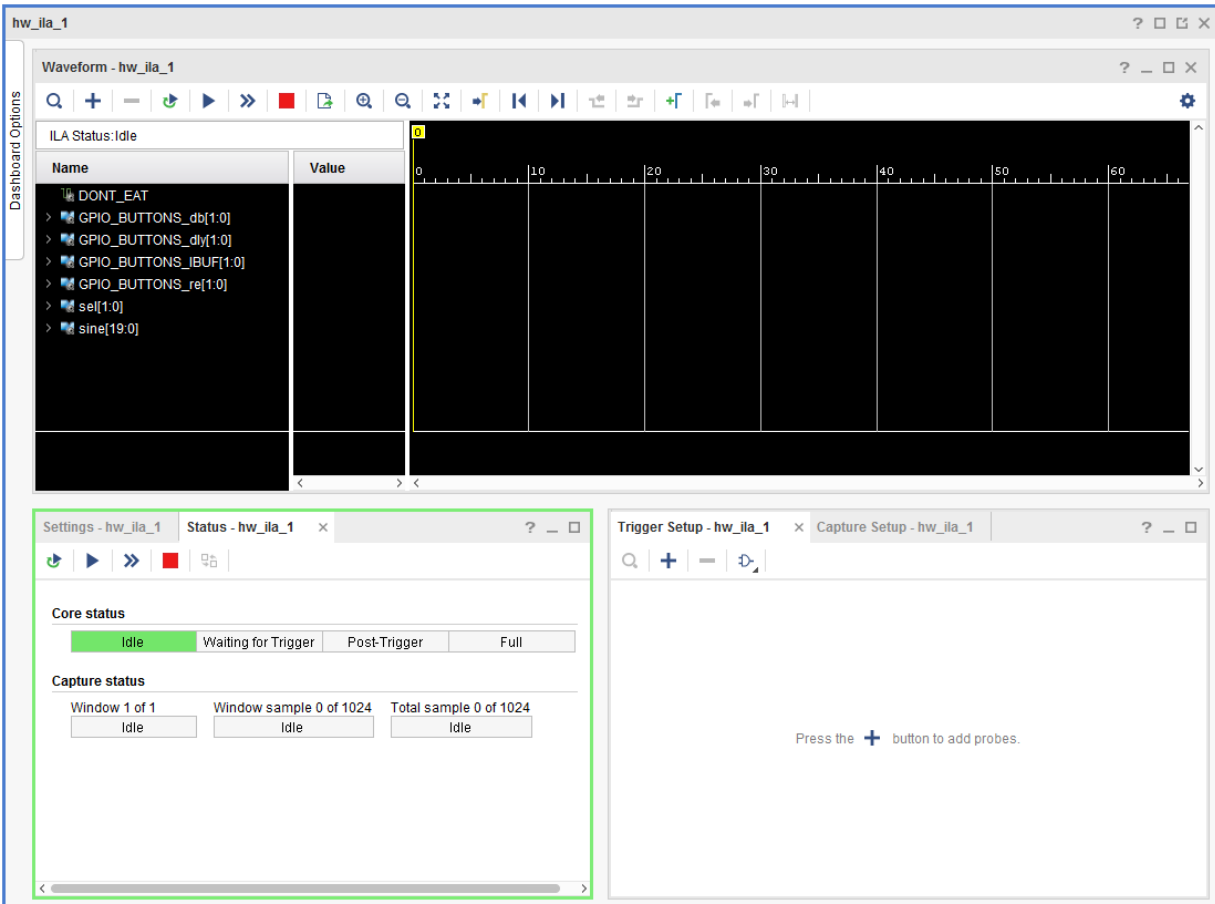 hw_ila_1
Dashboard Options
Waveform - hw_ila_1
ILA Status:Idle
Name
Value
DONT_EAT
GPIO_BUTTONS_db[1:0]
GPIO_BUTTONS_dly[1:0]
GPIO_BUTTONS_IBUF[1:0]
GPIO_BUTTONS_re[1:0]
sel[1:0]
sine[19:0]
0
0 10 20 30 40 50 60
Settings - hw_ila_1 Status - hw_ila_1
Core status
Idle Waiting for Trigger Post-Trigger Full
Capture status
Window 1 of 1 Window sample 0 of 1024 Total sample 0 of 1024
Idle Idle Idle
Trigger Setup - hw_ila_1 Capture Setup - hw_ila_1
Press the + button to add probes.